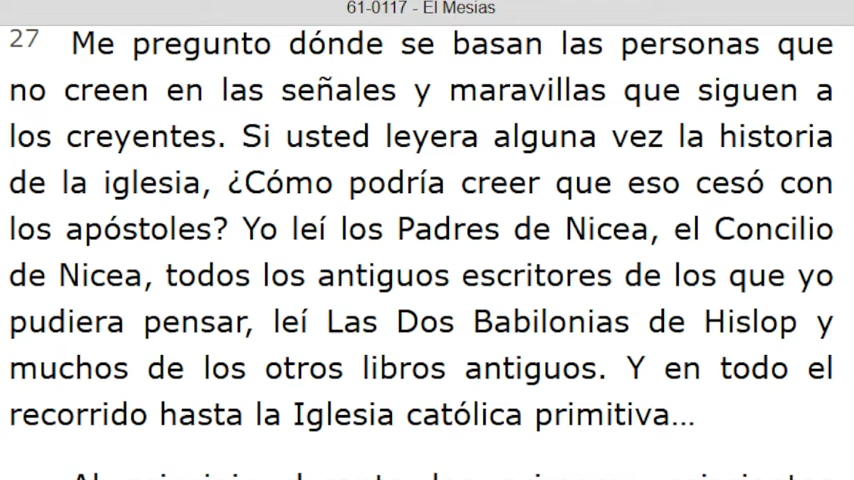 61-0117 - El Mesias
27 Me pregunto dónde se basan las personas que
no creen en las señales y maravillas que siguen a
los creyentes. Si usted leyera alguna vez la historia
de la iglesia, ¿Cómo podría creer que eso cesó con
los apóstoles? Yo leí los Padres de Nicea, el Concilio
de Nicea, todos los antiguos escritores de los que yo
pudiera pensar, leí Las Dos Babilonias de Hislop y
muchos de los otros libros antiguos. Y en todo el
recorrido hasta la Iglesia católica primitiva...